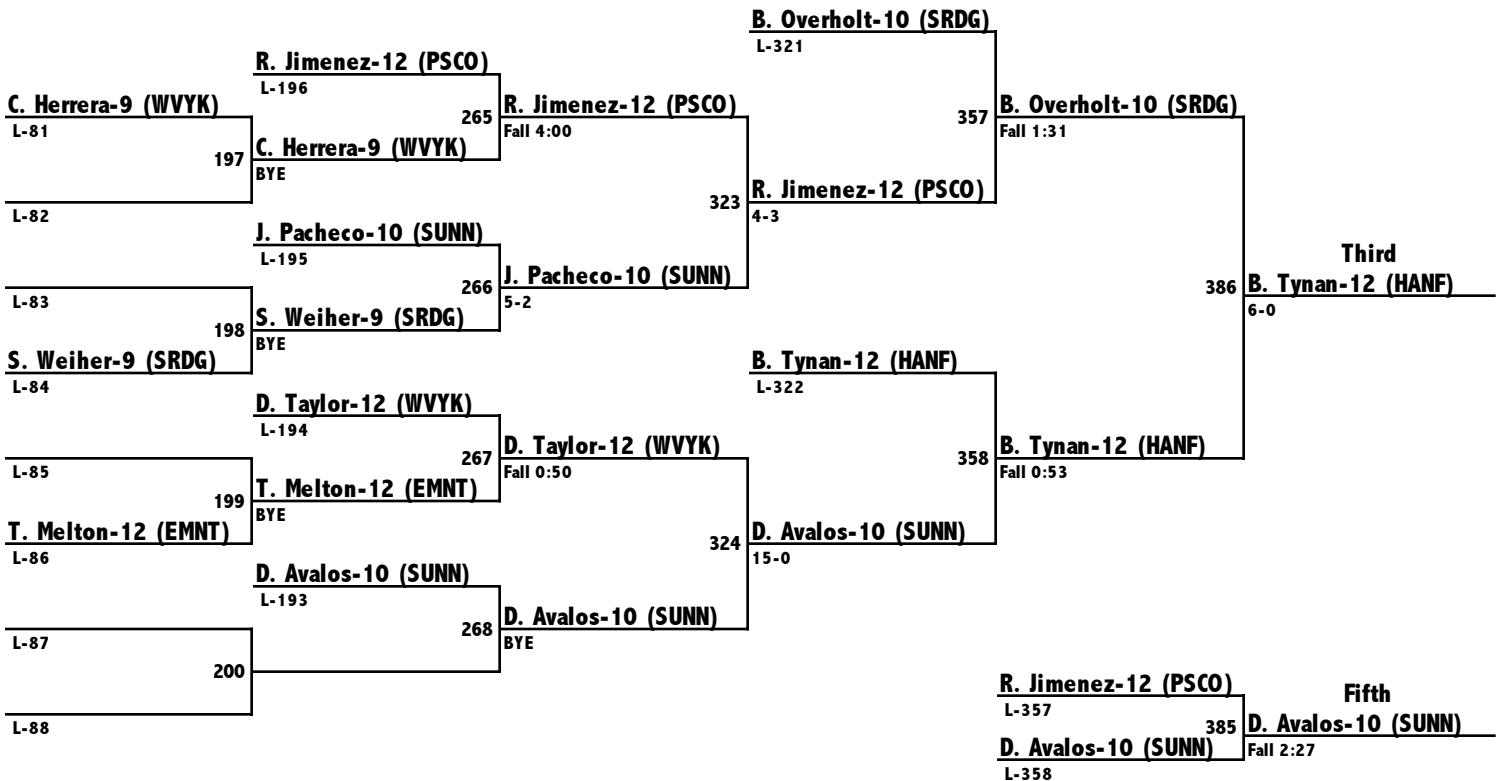 B. Overholt-10 (SRDG)
L-321
R. Jimenez-12 (PSCO)
L-196
C. Herrera-9 (WVYK)
L-81
265
R. Jimenez-12 (PSCO)
Fall 4:00
357
B. Overholt-10 (SRDG)
Fall 1:31
197
C. Herrera-9 (WVYK)
BYE
L-82
323
R. Jimenez-12 (PSCO)
4-3
J. Pacheco-10 (SUNN)
L-195
Third
L-83
266
J. Pacheco-10 (SUNN)
5-2
386
B. Tynan-12 (HANF)
6-0
198
S. Weiher-9 (SRDG)
BYE
S. Weiher-9 (SRDG)
L-84
B. Tynan-12 (HANF)
L-322
D. Taylor-12 (WVYK)
L-194
L-85
267
D. Taylor-12 (WVYK)
Fall 0:50
358
B. Tynan-12 (HANF)
Fall 0:53
199
T. Melton-12 (EMNT)
BYE
T. Melton-12 (EMNT)
L-86
324
D. Avalos-10 (SUNN)
15-0
D. Avalos-10 (SUNN)
L-193
L-87
268
D. Avalos-10 (SUNN)
BYE
200
L-88
R. Jimenez-12 (PSCO)
L-357
Fifth
385
D. Avalos-10 (SUNN)
Fall 2:27
D. Avalos-10 (SUNN)
L-358